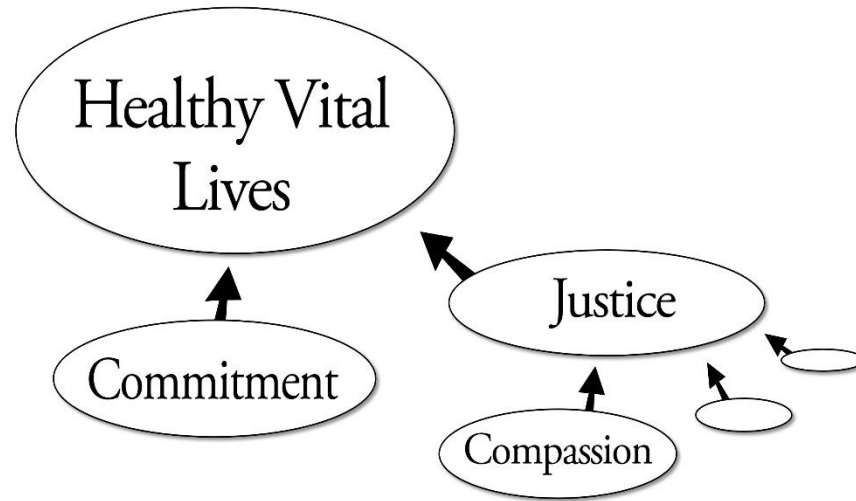 Healthy Vital
Lives
Justice
Commitment
Compassion